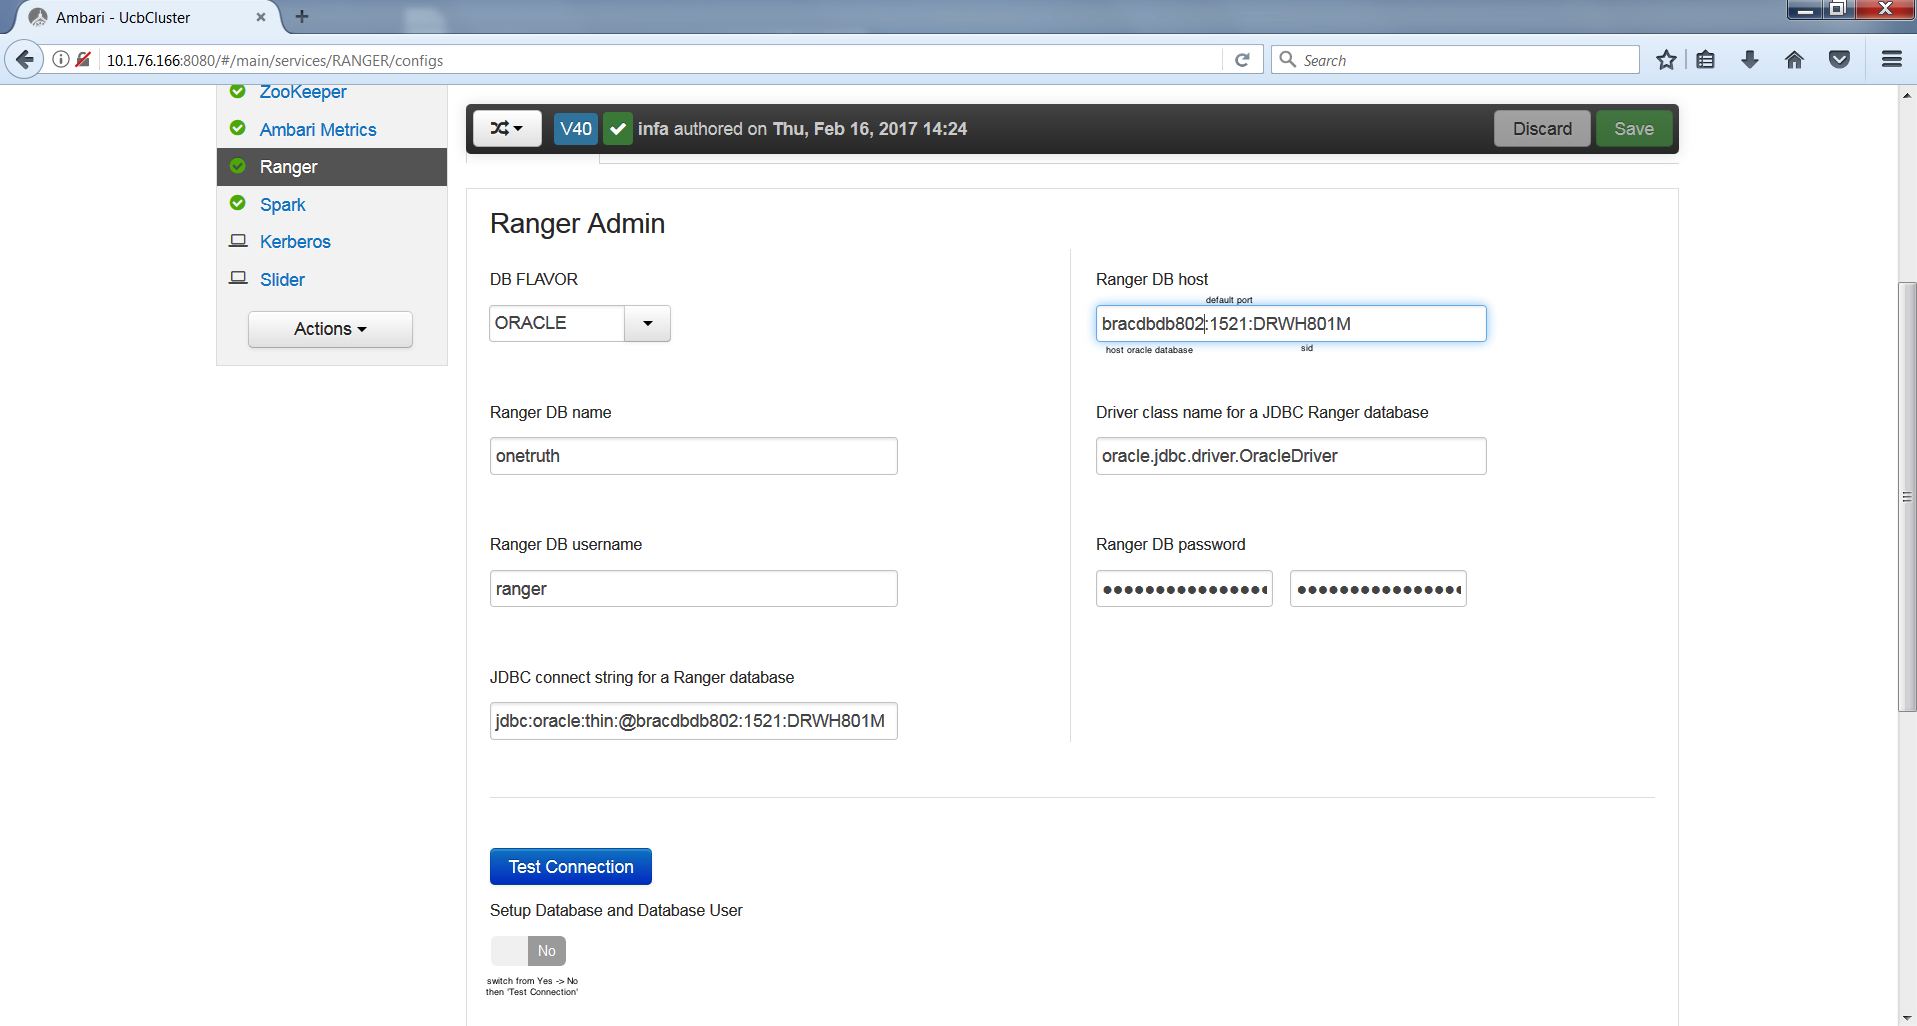 Ambari - UcbCluster
10.1.76.166:8080/#/main/services/RANGER/configs
Search
ZooKeeper
Ambari Metrics
Ranger
Spark
Kerberos
Slider
Actions
V40 infa authored on Thu, Feb 16, 2017 14:24
Discard
Save
Ranger Admin
DB FLAVOR
ORACLE
Ranger DB host
default port
bracdbdb802:1521:DRWH801M
host oracle database
sid
Ranger DB name
onetruth
Driver class name for a JDBC Ranger database
oracle.jdbc.driver.OracleDriver
Ranger DB username
ranger
Ranger DB password
JDBC connect string for a Ranger database
jdbc:oracle:thin:@bracdbdb802:1521:DRWH801M
Test Connection
Setup Database and Database User
No
switch from Yes -> No
then 'Test Connection'